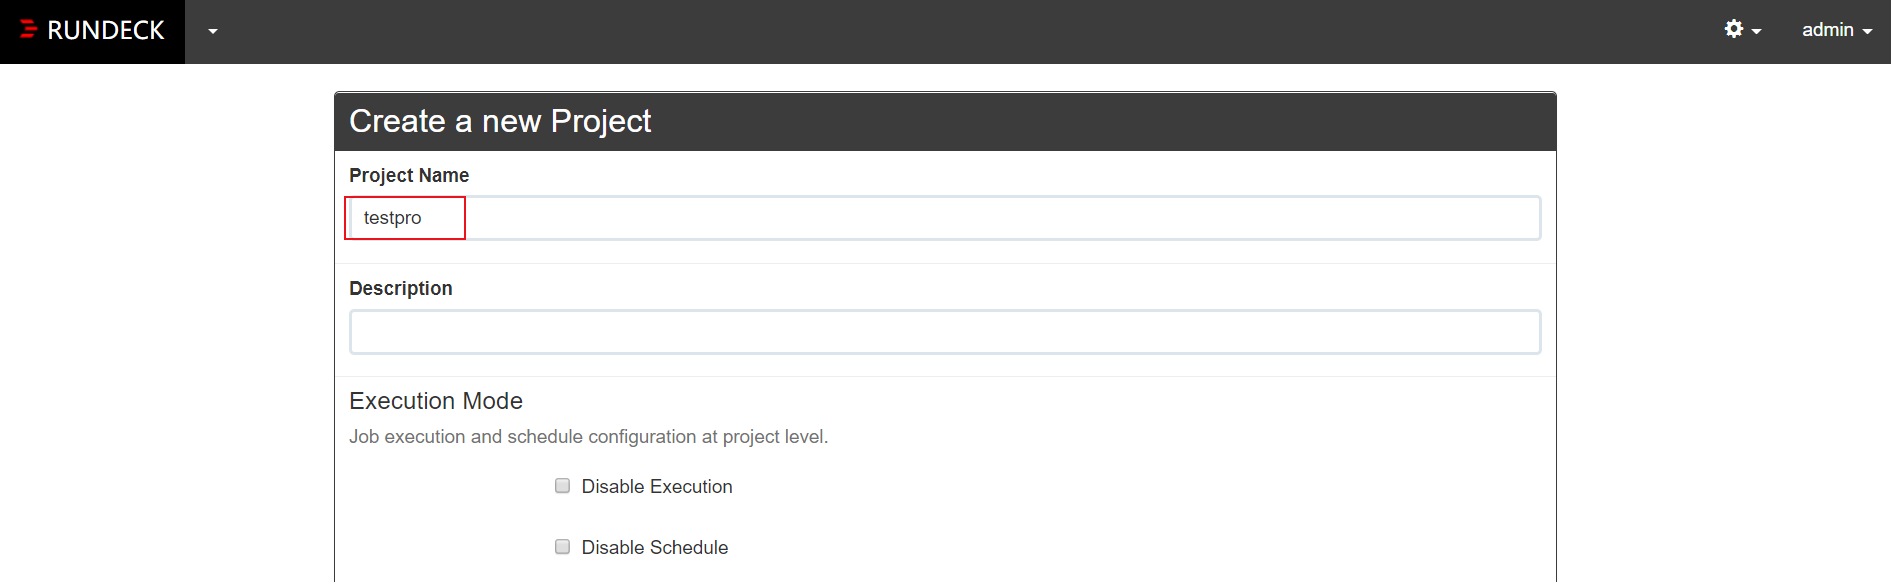 RUNDECK
admin
Create a new Project
Project Name
testpro
Description
Execution Mode
Job execution and schedule configuration at project level.
Disable Execution
Disable Schedule